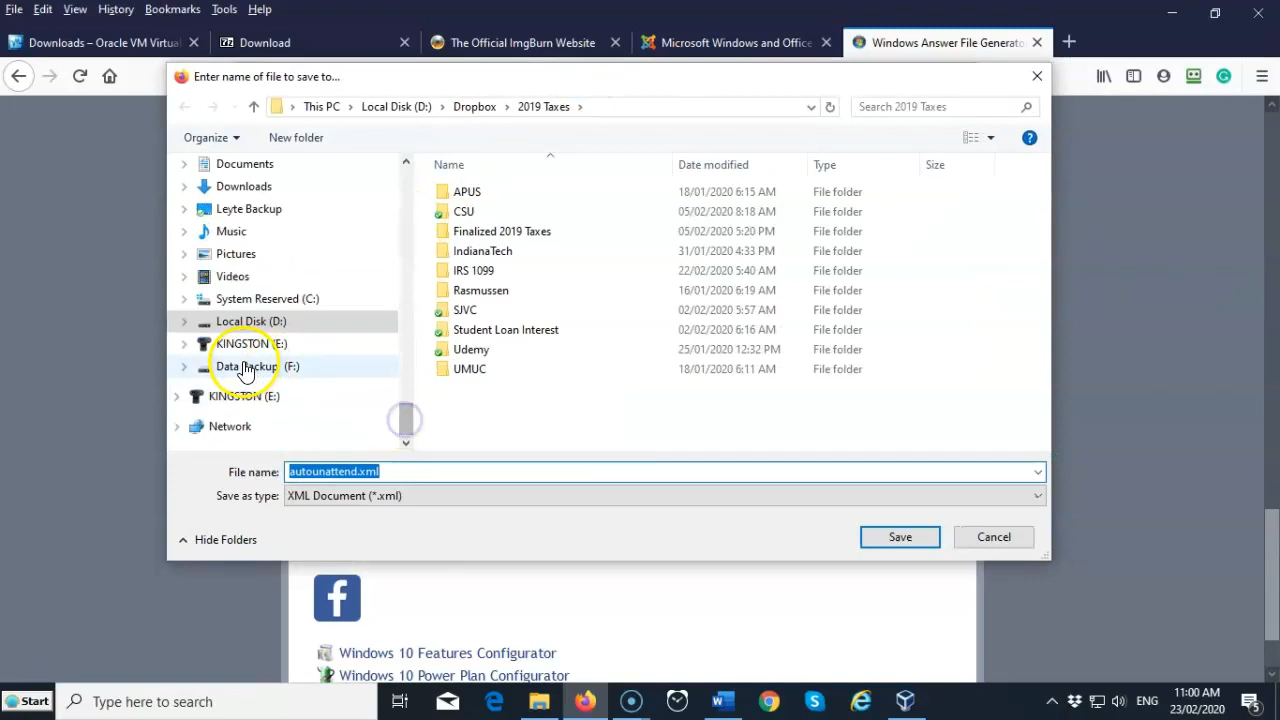 File Edit View History Bookmarks Tools Help
Downloads – Oracle VM Virtual
Download
The Official ImgBurn Website
Microsoft Windows and Office
Windows Answer File Generato
Enter name of file to save to...
This PC > Local Disk (D:) > Dropbox > 2019 Taxes >
Search 2019 Taxes
Organize
New folder
Name Date modified Type Size
Documents
Downloads
Leyte Backup
Music
Pictures
Videos
System Reserved (C:)
Local Disk (D:)
KINGSTON (E:)
Data Backup (F:)
KINGSTON (E:)
Network
APUS 18/01/2020 6:15 AM File folder
CSU 05/02/2020 8:18 AM File folder
Finalized 2019 Taxes 05/02/2020 5:20 PM File folder
IndianaTech 31/01/2020 4:33 PM File folder
IRS 1099 22/02/2020 5:40 AM File folder
Rasmussen 16/01/2020 6:19 AM File folder
SJVC 02/02/2020 5:57 AM File folder
Student Loan Interest 02/02/2020 6:16 AM File folder
Udemy 25/01/2020 12:32 PM File folder
UMUC 18/01/2020 6:11 AM File folder
File name: autounattend.xml
Save as type: XML Document (*.xml)
Hide Folders
Save
Cancel
Windows 10 Features Configurator
Windows 10 Power Plan Configurator
Start
Type here to search
ENG
11:00 AM
23/02/2020
5